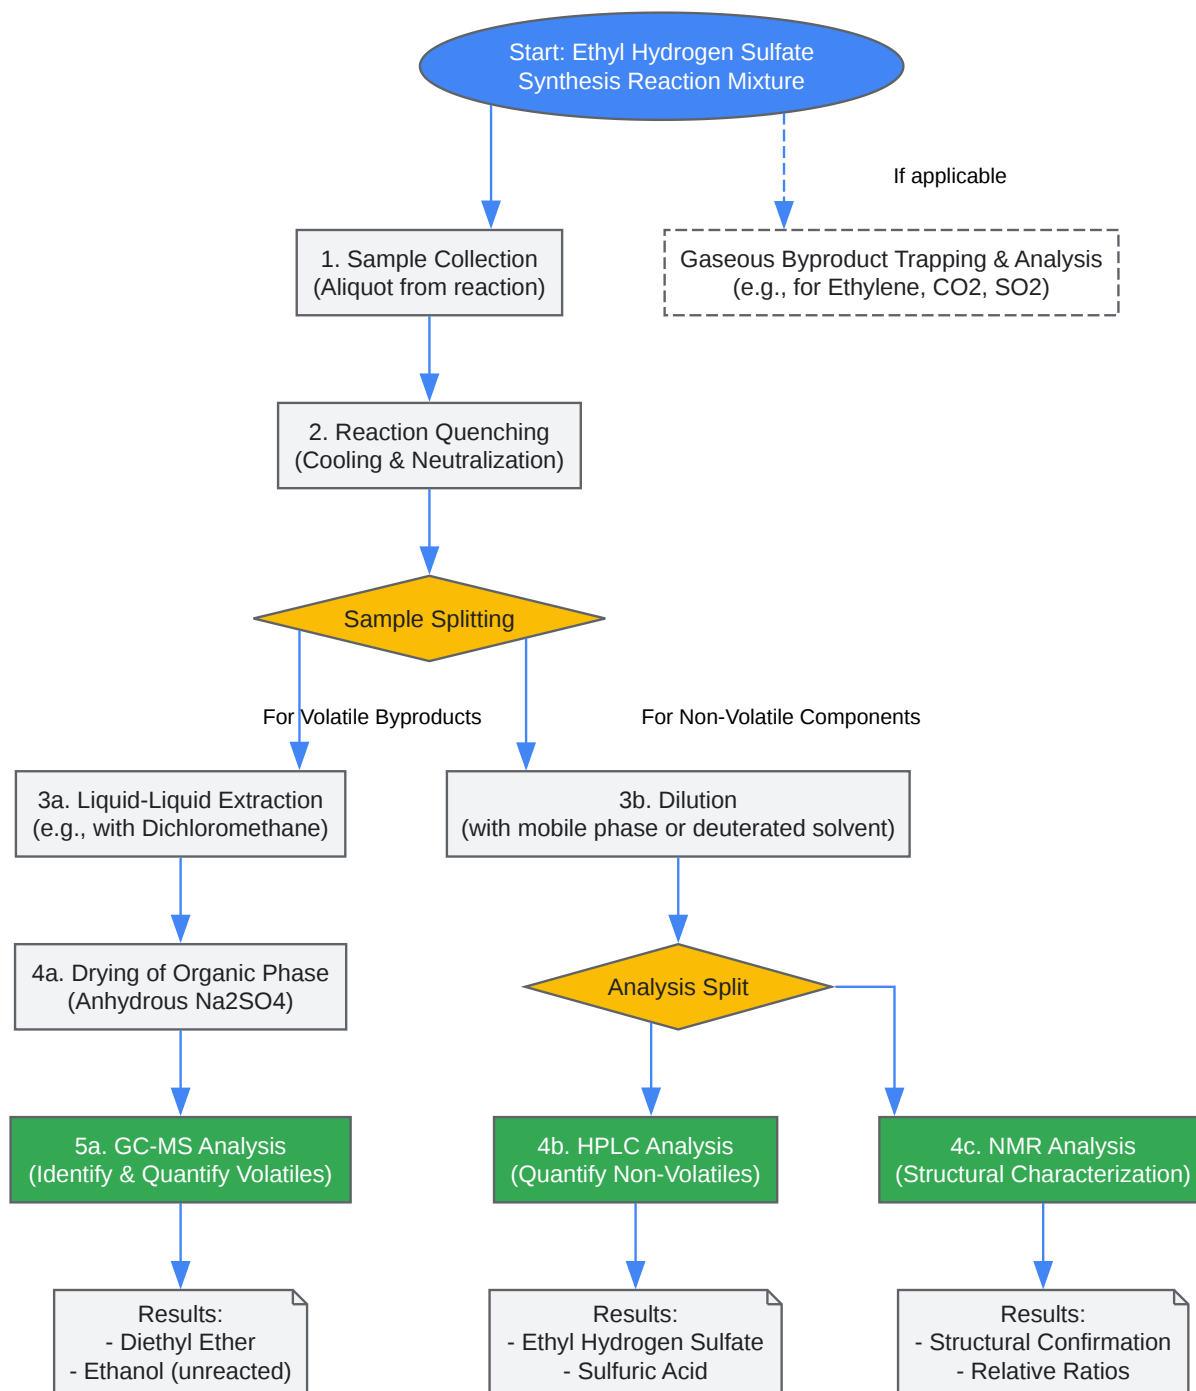 Start: Ethyl Hydrogen Sulfate
Synthesis Reaction Mixture
If applicable
1. Sample Collection
(Aliquot from reaction)
Gaseous Byproduct Trapping & Analysis
(e.g., for Ethylene, CO2, SO2)
2. Reaction Quenching
(Cooling & Neutralization)
Sample Splitting
For Volatile Byproducts
For Non-Volatile Components
3a. Liquid-Liquid Extraction
(e.g., with Dichloromethane)
3b. Dilution
(with mobile phase or deuterated solvent)
4a. Drying of Organic Phase
(Anhydrous Na2SO4)
Analysis Split
5a. GC-MS Analysis
(Identify & Quantify Volatiles)
4b. HPLC Analysis
(Quantify Non-Volatiles)
4c. NMR Analysis
(Structural Characterization)
Results:
- Diethyl Ether
- Ethanol (unreacted)
Results:
- Ethyl Hydrogen Sulfate
- Sulfuric Acid
Results:
- Structural Confirmation
- Relative Ratios